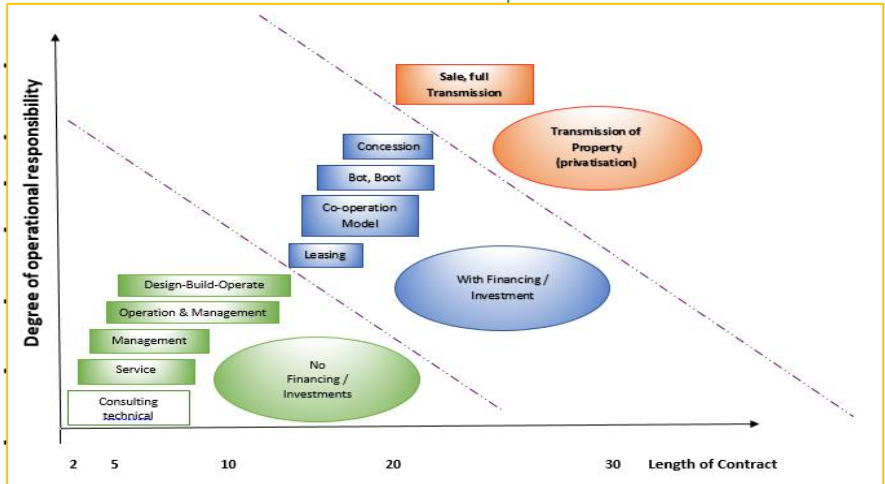 Degree of operational responsibility
Sale, full
Transmission
Transmission of
Property
(privatisation)
Concession
Bot, Boot
Co-operation
Model
Leasing
With Financing /
Investment
Design-Build-Operate
Operation & Management
Management
Service
Consulting
technical
No
Financing /
Investments
2 5 10 20 30 Length of Contract